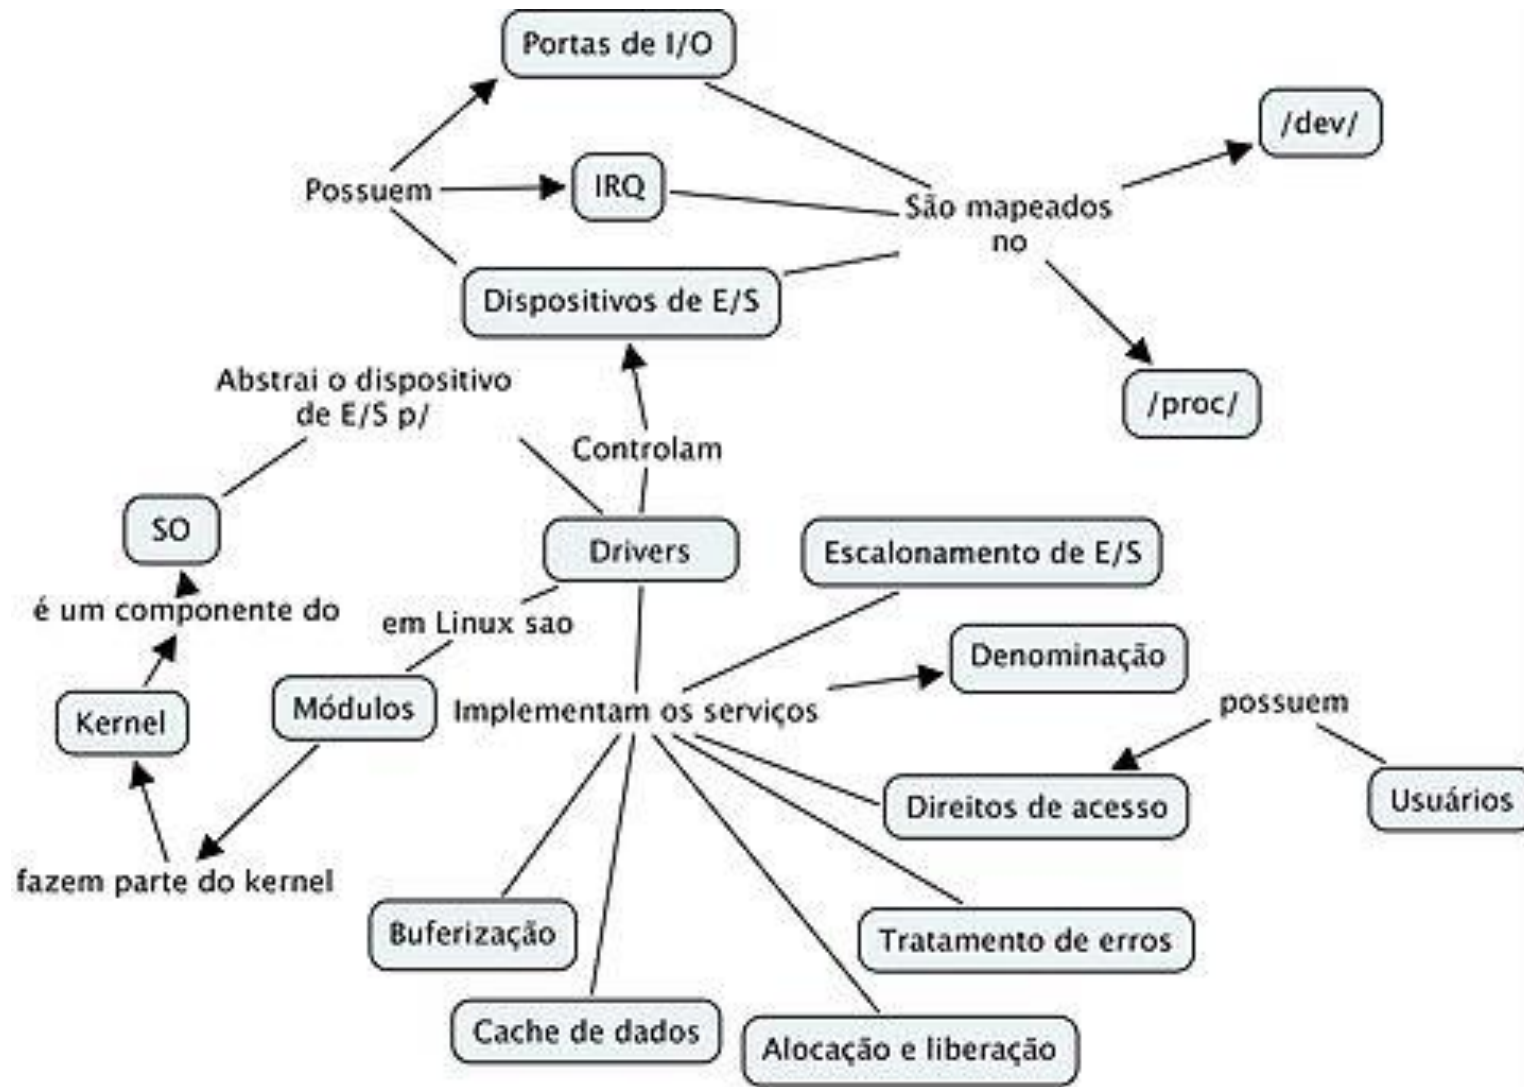 Portas de I/O
/dev/
Possuem
IRQ
São mapeados
no
Dispositivos de E/S
Abstrai o dispositivo
de E/S p/
/proc/
Controlam
SO
Drivers
Escalonamento de E/S
é um componente do
em Linux sao
Denominação
Kernel
Módulos
Implementam os serviços
possuem
Direitos de acesso
Usuários
fazem parte do kernel
Buferização
Tratamento de erros
Cache de dados
Alocação e liberação